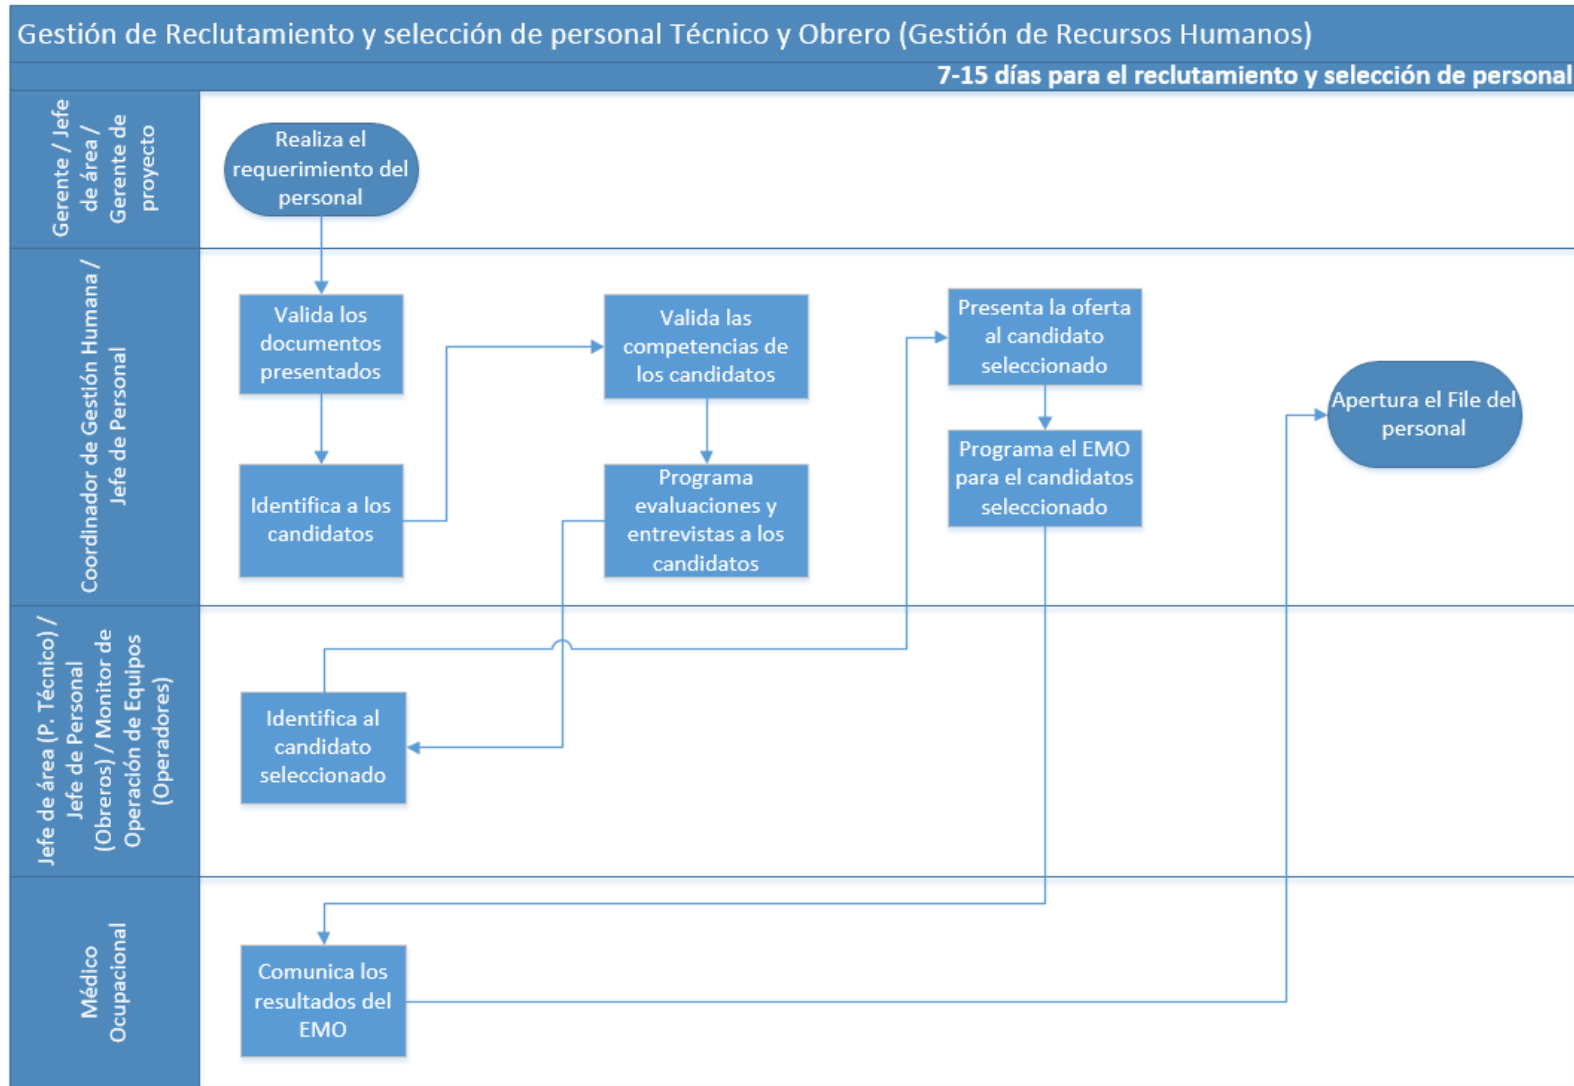 Gestión de Reclutamiento y selección de personal Técnico y Obrero (Gestión de Recursos Humanos)
7-15 días para el reclutamiento y selección de personal
Gerente / Jefe
de área /
Gerente de
proyecto
Realiza el
requerimiento del
personal
Coordinador de Gestión Humana /
Jefe de Personal
Valida los
documentos
presentados
Identifica a los
candidatos
Valida las
competencias de
los candidatos
Programa
evaluaciones y
entrevistas a los
candidatos
Presenta la oferta
al candidato
seleccionado
Programa el EMO
para el candidatos
seleccionado
Apertura el File del
personal
Jefe de área (P. Técnico) /
Jefe de Personal
(Obreros) / Monitor de
Operación de Equipos
(Operadores)
Identifica al
candidato
seleccionado
Médico
Ocupacional
Comunica los
resultados del
EMO